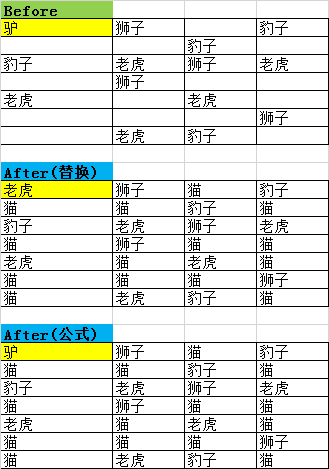 Before
驴 狮子 豹子
豹子
豹子 老虎 狮子 老虎
狮子
老虎 老虎
狮子
老虎 豹子
After(替换)
老虎 狮子 猫 豹子
猫 猫 豹子 猫
豹子 老虎 狮子 老虎
猫 狮子 猫 猫
老虎 猫 老虎 猫
猫 猫 猫 狮子
猫 老虎 豹子 猫
After(公式)
驴 狮子 猫 豹子
猫 猫 豹子 猫
豹子 老虎 狮子 老虎
猫 狮子 猫 猫
老虎 猫 老虎 猫
猫 猫 猫 狮子
猫 老虎 豹子 猫